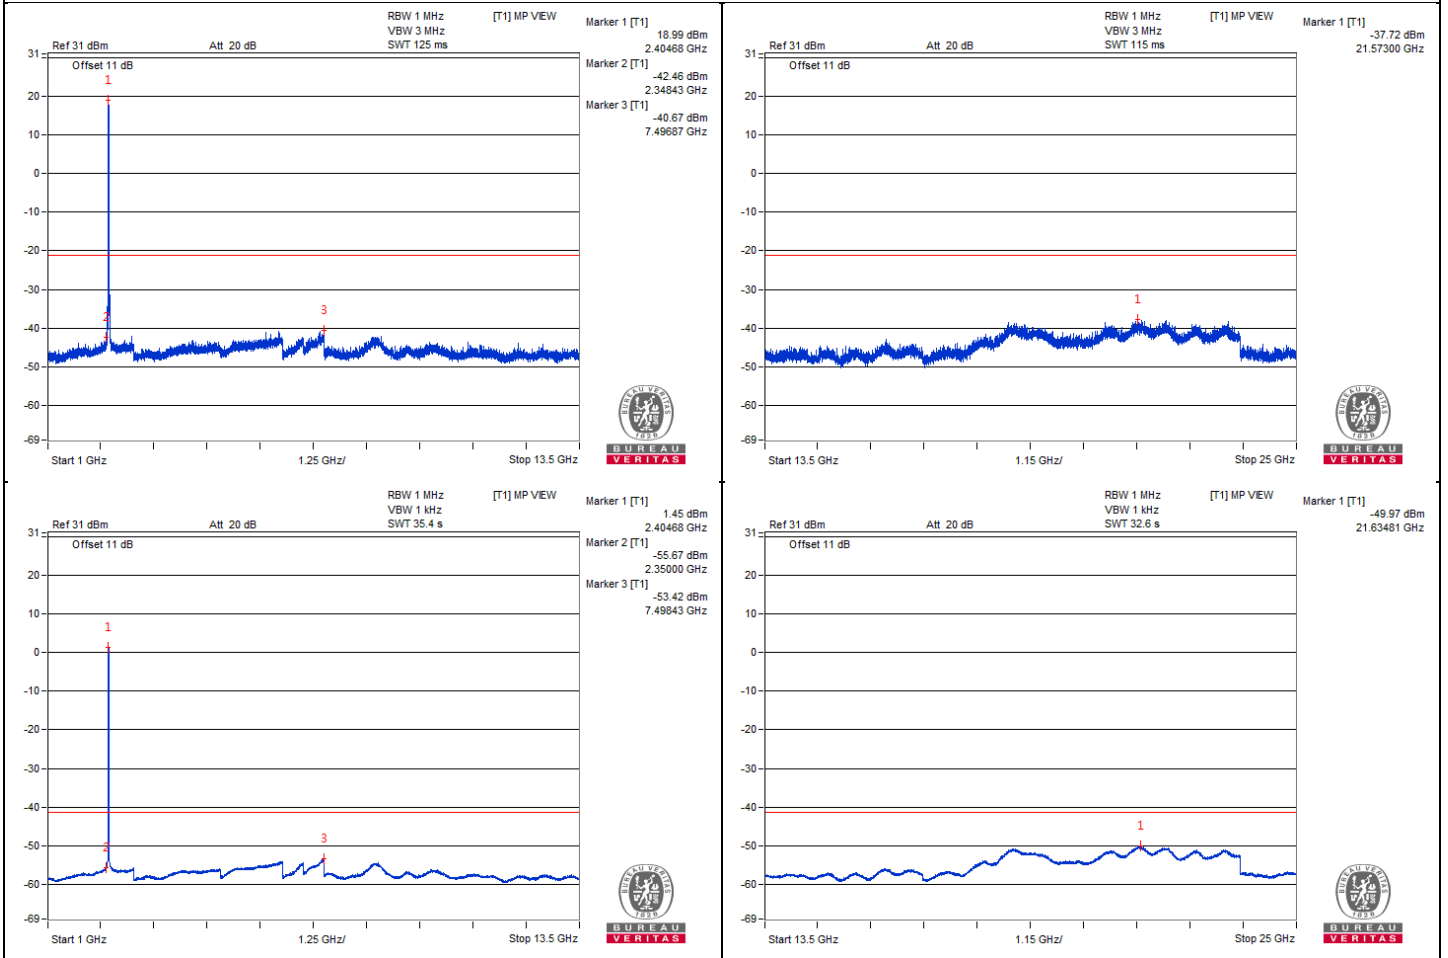 RBW 1 MHz [T1] MP VIEW
VBW 3 MHz
Ref 31 dBm Att 20 dB SWT 125 ms
Marker 1 [T1]
18.99 dBm
2.40468 GHz
Marker 2 [T1]
-42.46 dBm
2.34843 GHz
Marker 3 [T1]
-40.67 dBm
7.49687 GHz
Offset 11 dB
31
20
10
0
-10
-20
-30
-40
-50
-60
-69
1
2
3
Start 1 GHz 1.25 GHz/ Stop 13.5 GHz
BUREAU VERITAS
1828
BUREAU
VERITAS
RBW 1 MHz [T1] MP VIEW
VBW 3 MHz
Ref 31 dBm Att 20 dB SWT 115 ms
Marker 1 [T1]
-37.72 dBm
21.57300 GHz
Offset 11 dB
31
20
10
0
-10
-20
-30
-40
-50
-60
-69
1
Start 13.5 GHz 1.15 GHz/ Stop 25 GHz
BUREAU VERITAS
1828
BUREAU
VERITAS
RBW 1 MHz [T1] MP VIEW
VBW 1 kHz
Ref 31 dBm Att 20 dB SWT 35.4 s
Marker 1 [T1]
1.45 dBm
2.40468 GHz
Marker 2 [T1]
-55.67 dBm
2.35000 GHz
Marker 3 [T1]
-53.42 dBm
7.49843 GHz
Offset 11 dB
31
20
10
0
-10
-20
-30
-40
-50
-60
-69
1
2
3
Start 1 GHz 1.25 GHz/ Stop 13.5 GHz
BUREAU VERITAS
1828
BUREAU
VERITAS
RBW 1 MHz [T1] MP VIEW
VBW 1 kHz
Ref 31 dBm Att 20 dB SWT 32.6 s
Marker 1 [T1]
-49.97 dBm
21.63481 GHz
Offset 11 dB
31
20
10
0
-10
-20
-30
-40
-50
-60
-69
1
Start 13.5 GHz 1.15 GHz/ Stop 25 GHz
BUREAU VERITAS
1828
BUREAU
VERITAS